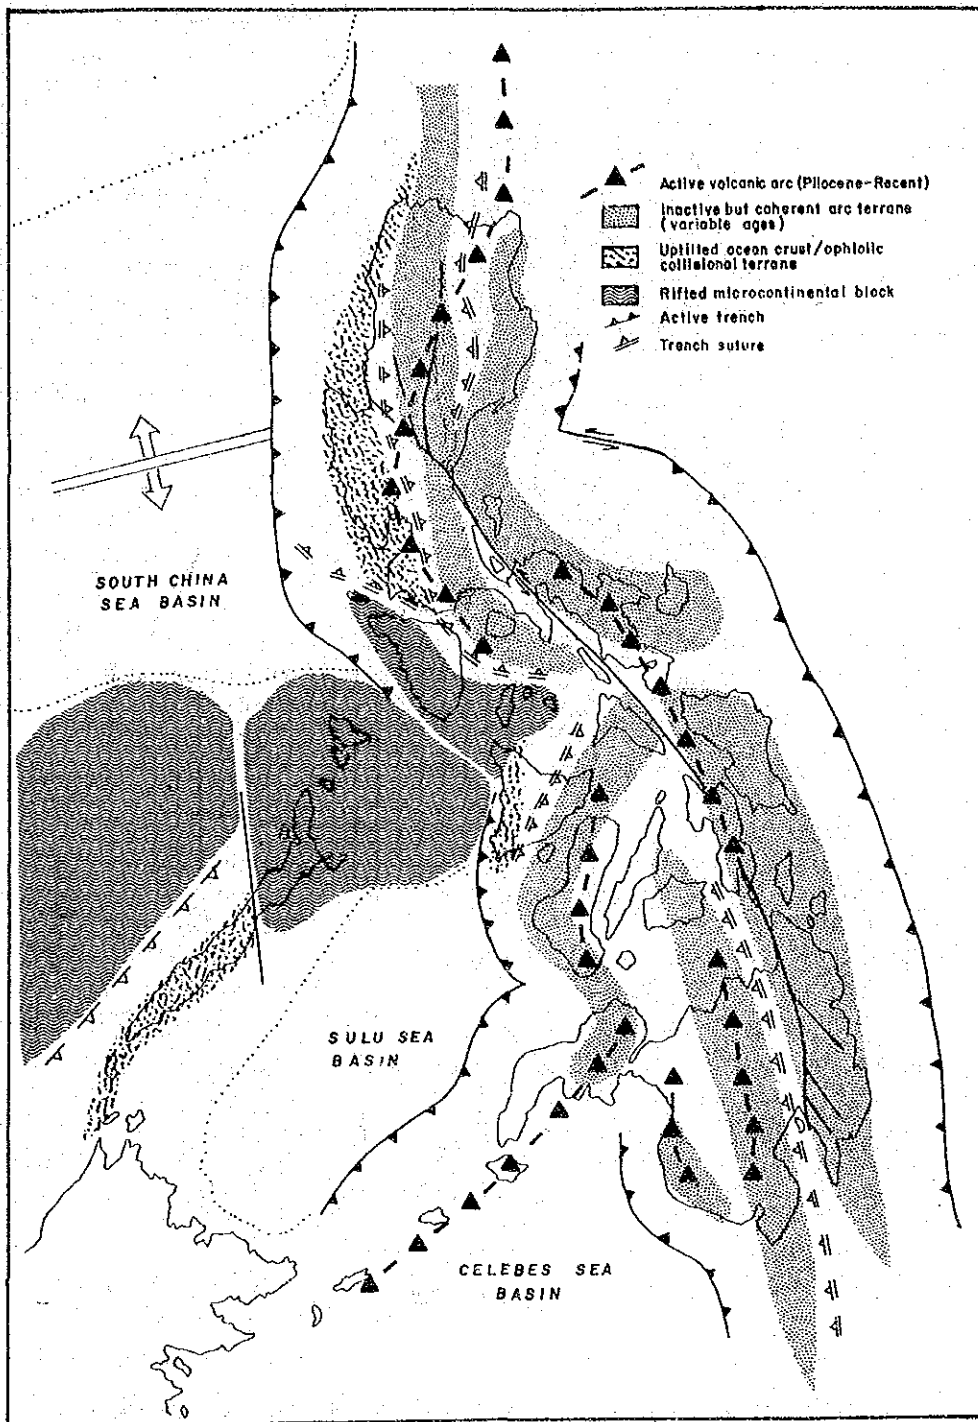 Active volcanic arc (Pliocene-Recent)
Inactive but coherent arc terrane
(variable ages)
Uplifted ocean crust/ophiolic
collisional terrane
Rifted microcontinental block
Active trench
Trench suture
SOUTH CHINA
SEA BASIN
SULU SEA
BASIN
CELEBES SEA
BASIN